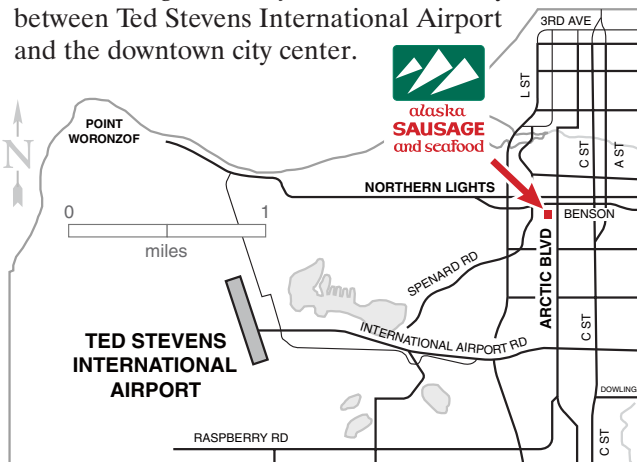 between Ted Stevens International Airport
and the downtown city center.
3RD AVE
L ST
alaska
SAUSAGE
and seafood
POINT
WORONZOF
N
C ST
A ST
NORTHERN LIGHTS
BENSON
0 1
miles
SPENARD RD
ARCTIC BLVD
INTERNATIONAL AIRPORT RD
C ST
TED STEVENS
INTERNATIONAL
AIRPORT
DOWLING
RASPBERRY RD
C ST